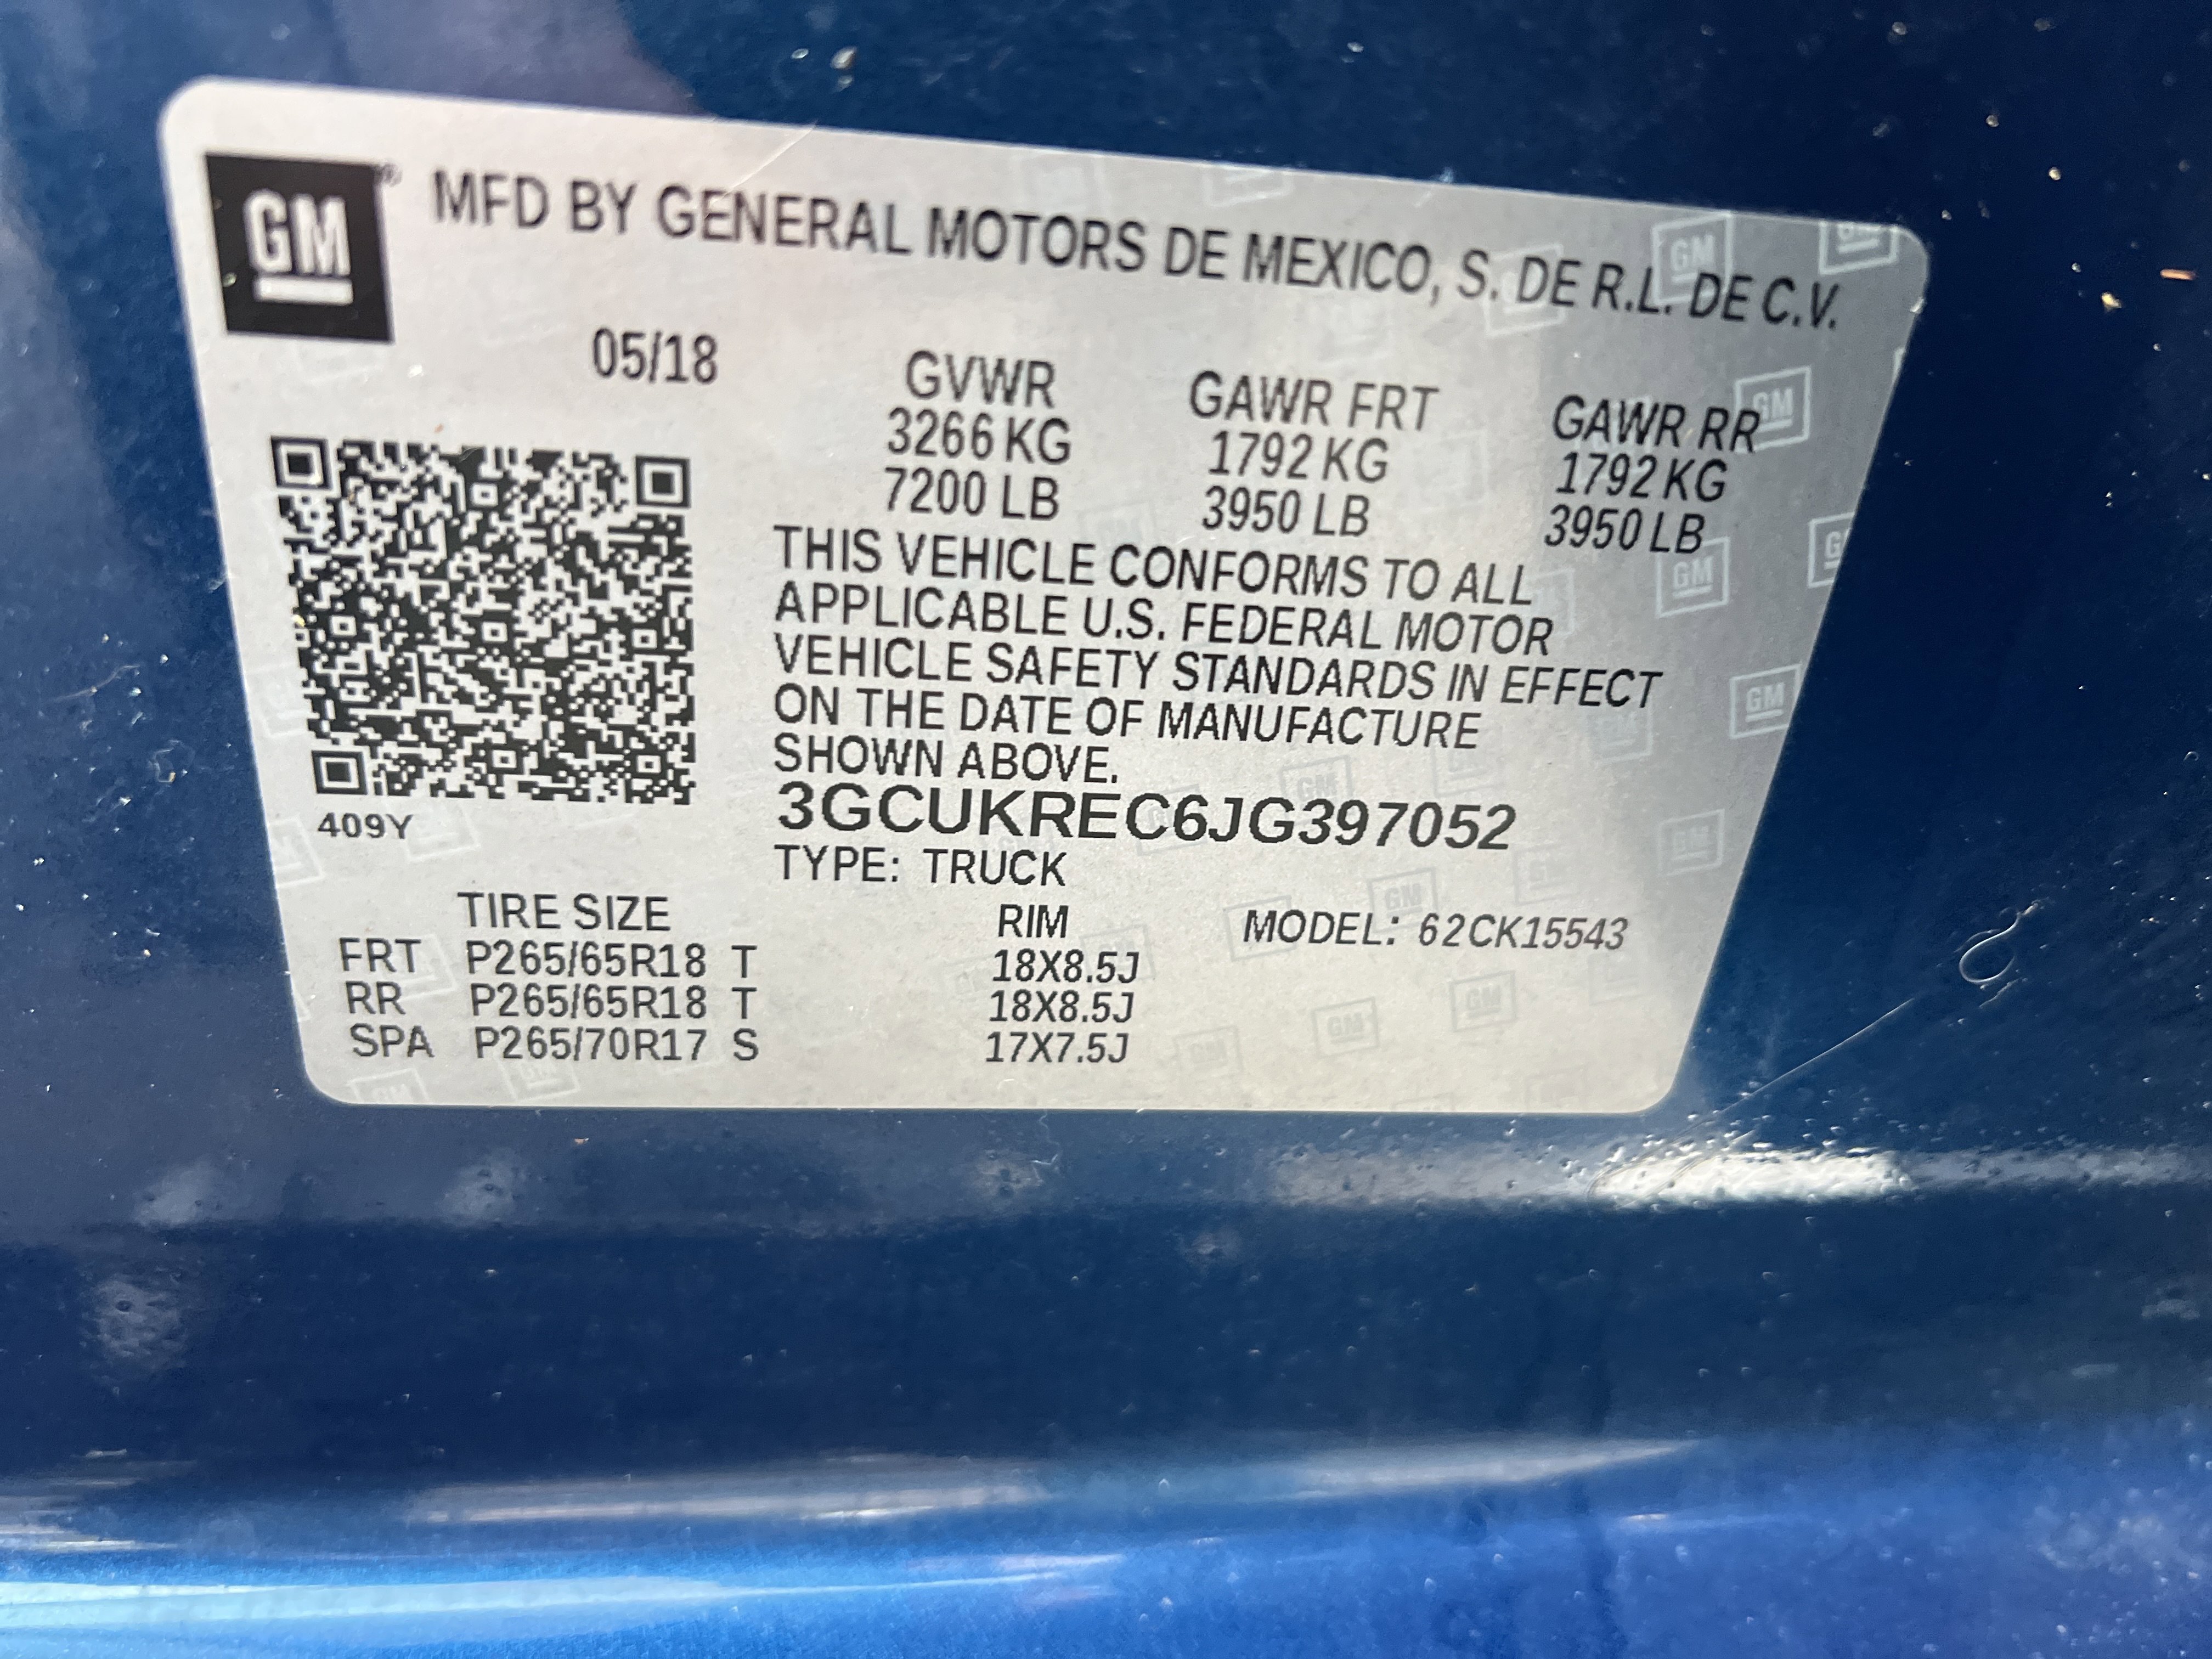 GM ® MFD BY GENERAL MOTORS DE MEXICO, S. DE R.L. DE C.V.
05/18
GVWR GAWR FRT GAWR RR
3266 KG 1792 KG 1792 KG
7200 LB 3950 LB 3950 LB
THIS VEHICLE CONFORMS TO ALL
APPLICABLE U.S. FEDERAL MOTOR
VEHICLE SAFETY STANDARDS IN EFFECT
ON THE DATE OF MANUFACTURE
SHOWN ABOVE.
409Y
3GCUKREC6JG397052
TYPE: TRUCK
TIRE SIZE RIM MODEL: 62CK15543
FRT P265/65R18 T 18X8.5J
RR P265/65R18 T 18X8.5J
SPA P265/70R17 S 17X7.5J